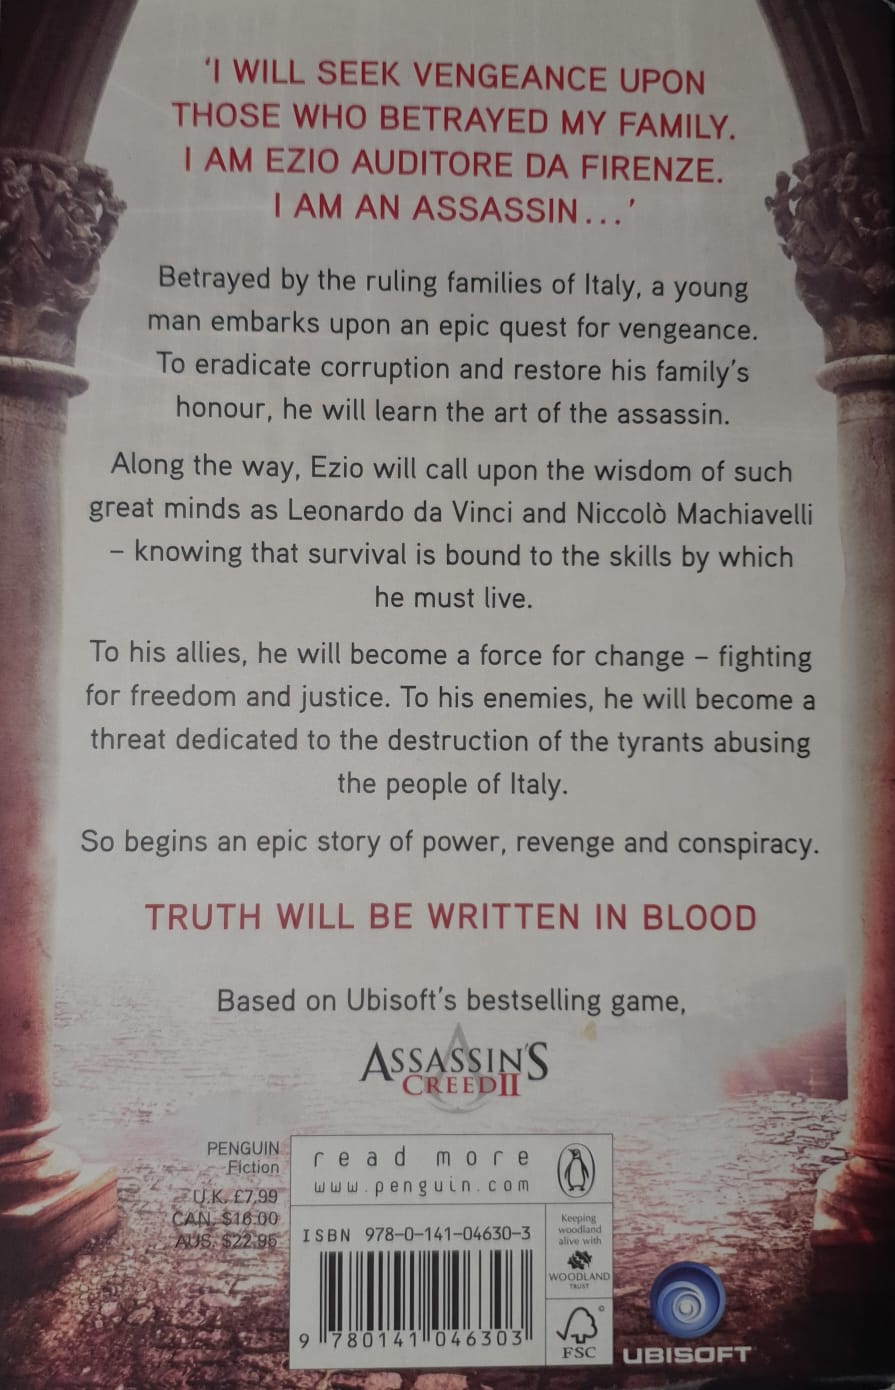 'I WILL SEEK VENGEANCE UPON
THOSE WHO BETRAYED MY FAMILY.
I AM EZIO AUDITORE DA FIRENZE.
I AM AN ASSASSIN...'
Betrayed by the ruling families of Italy, a young
man embarks upon an epic quest for vengeance.
To eradicate corruption and restore his family's
honour, he will learn the art of the assassin.
Along the way, Ezio will call upon the wisdom of such
great minds as Leonardo da Vinci and Niccolò Machiavelli
– knowing that survival is bound to the skills by which
he must live.
To his allies, he will become a force for change – fighting
for freedom and justice. To his enemies, he will become a
threat dedicated to the destruction of the tyrants abusing
the people of Italy.
So begins an epic story of power, revenge and conspiracy.
TRUTH WILL BE WRITTEN IN BLOOD
Based on Ubisoft's bestselling game,
ASSASSIN'S
CREED II
PENGUIN
Fiction
U.K. £7.99
CAN. $16.00
AUS. $22.95
read more
www.penguin.com
ISBN 978-0-141-04630-3
9 780141 046303
Keeping
woodland
alive with
WOODLAND
TRUST
FSC
UBISOFT